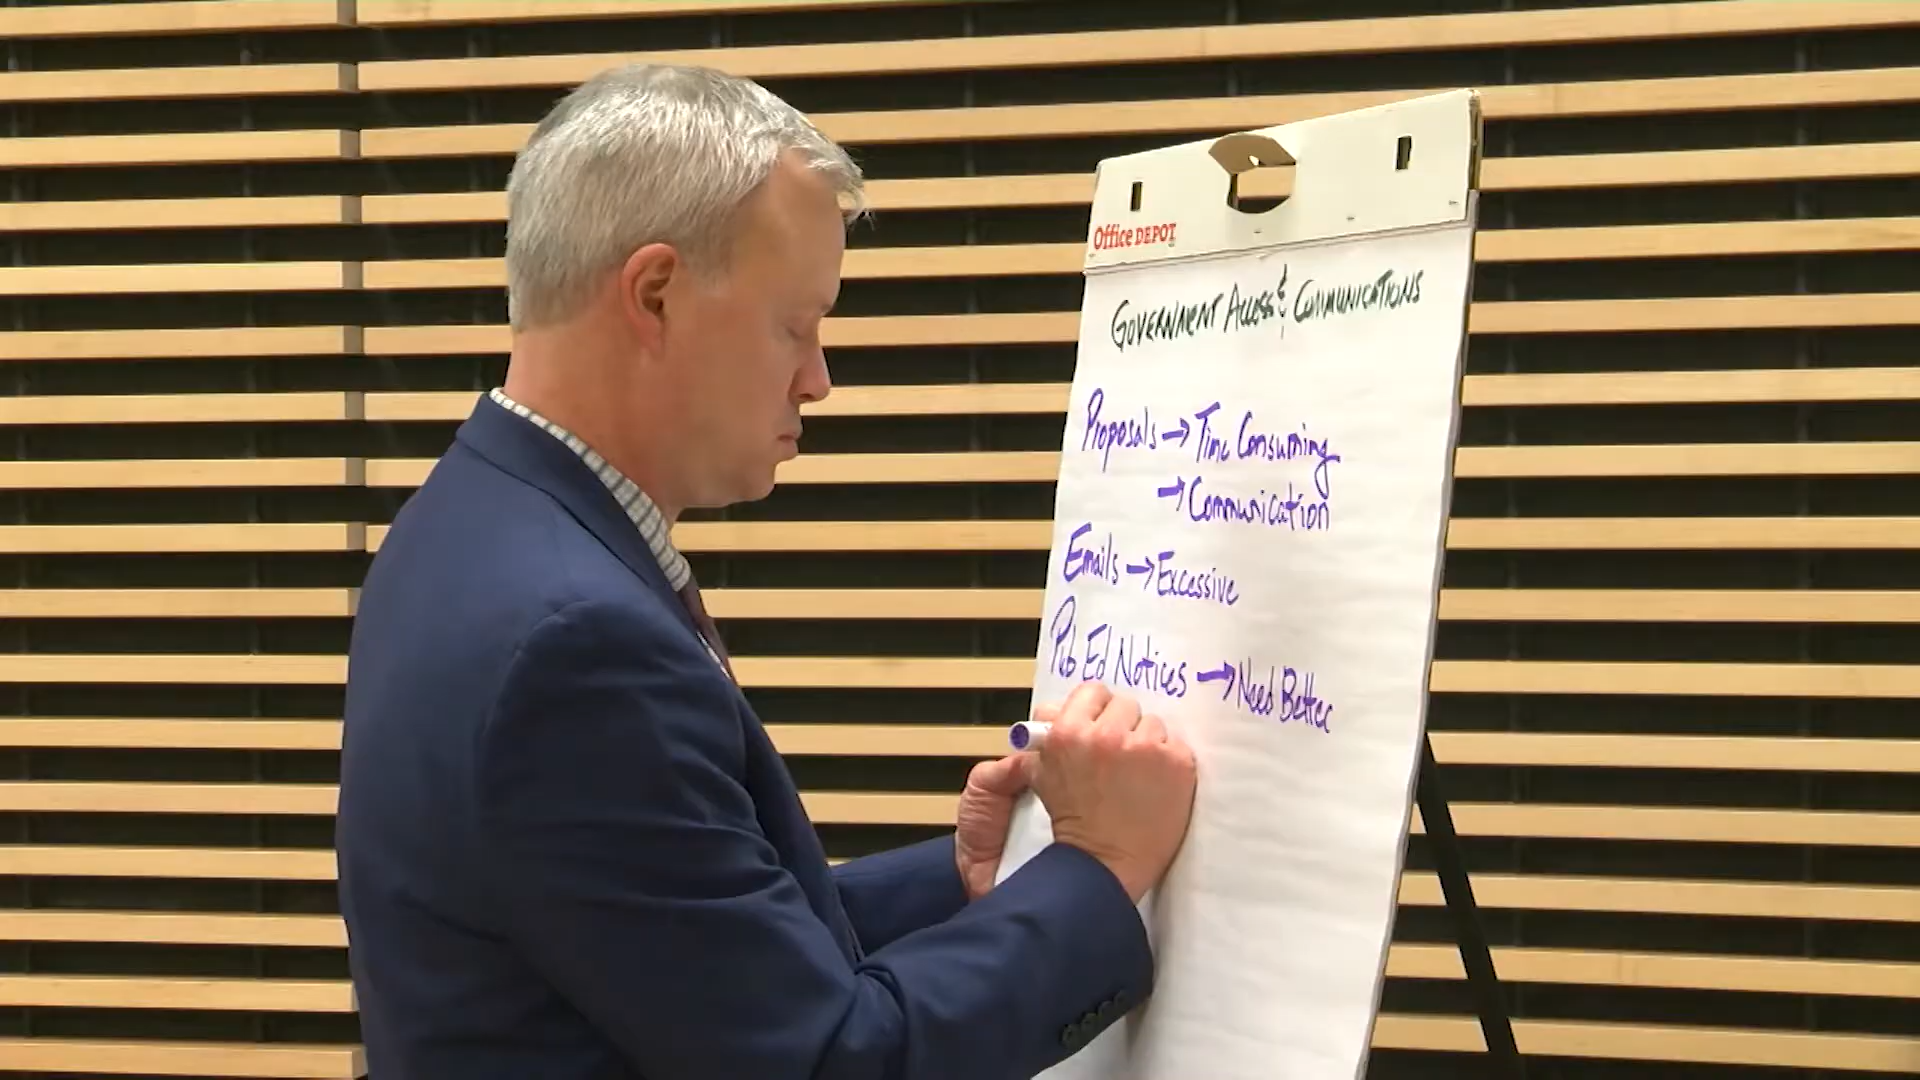 Office DEPOT
GOVERNMENT ACCESS & COMMUNICATIONS
Proposals → Time Consuming
→ Communication
Emails → Excessive
Pub Ed Notices → Need Better